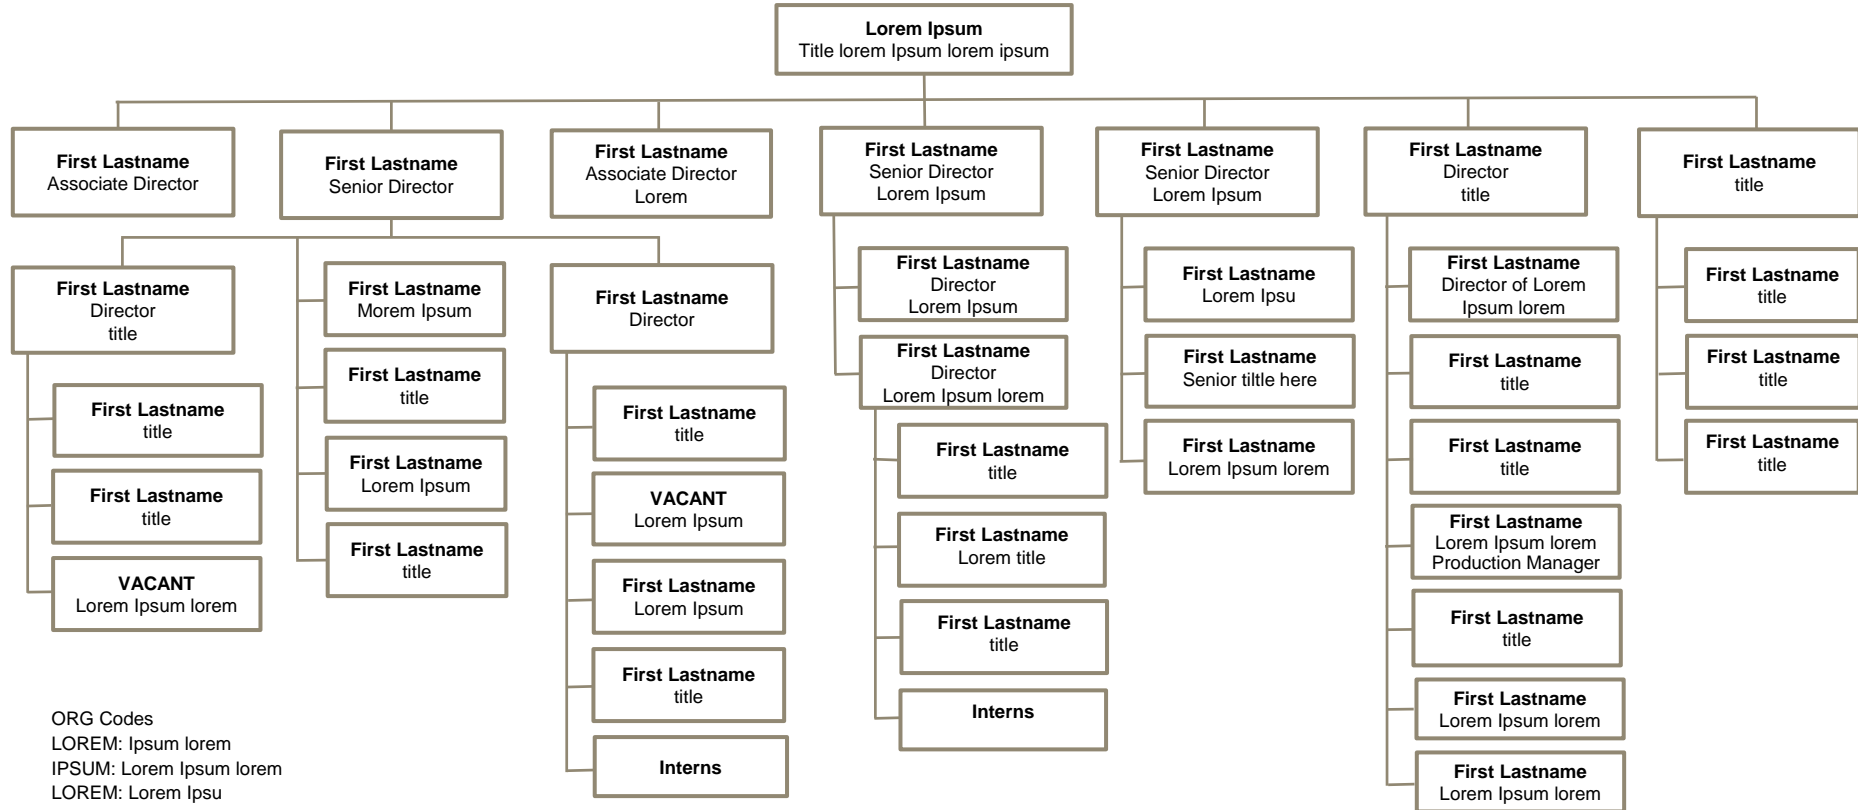 Lorem Ipsum
Title lorem Ipsum lorem ipsum
First Lastname
Associate Director
First Lastname
Senior Director
First Lastname
Associate Director
Lorem
First Lastname
Senior Director
Lorem Ipsum
First Lastname
Senior Director
Lorem Ipsum
First Lastname
Director
title
First Lastname
title
First Lastname
Director
title
First Lastname
title
First Lastname
title
VACANT
Lorem Ipsum lorem
First Lastname
Morem Ipsum
First Lastname
title
First Lastname
Lorem Ipsum
First Lastname
title
First Lastname
Director
First Lastname
title
VACANT
Lorem Ipsum
First Lastname
Lorem Ipsum
First Lastname
title
Interns
First Lastname
Director
Lorem Ipsum
First Lastname
Director
Lorem Ipsum lorem
First Lastname
title
First Lastname
Lorem title
First Lastname
title
Interns
First Lastname
Lorem Ipsu
First Lastname
Senior tiltle here
First Lastname
Lorem Ipsum lorem
First Lastname
Director of Lorem
Ipsum lorem
First Lastname
title
First Lastname
title
First Lastname
Lorem Ipsum lorem
Production Manager
First Lastname
title
First Lastname
Lorem Ipsum lorem
First Lastname
Lorem Ipsum lorem
First Lastname
title
First Lastname
title
First Lastname
title
ORG Codes
LOREM: Ipsum lorem
IPSUM: Lorem Ipsum lorem
LOREM: Lorem Ipsu